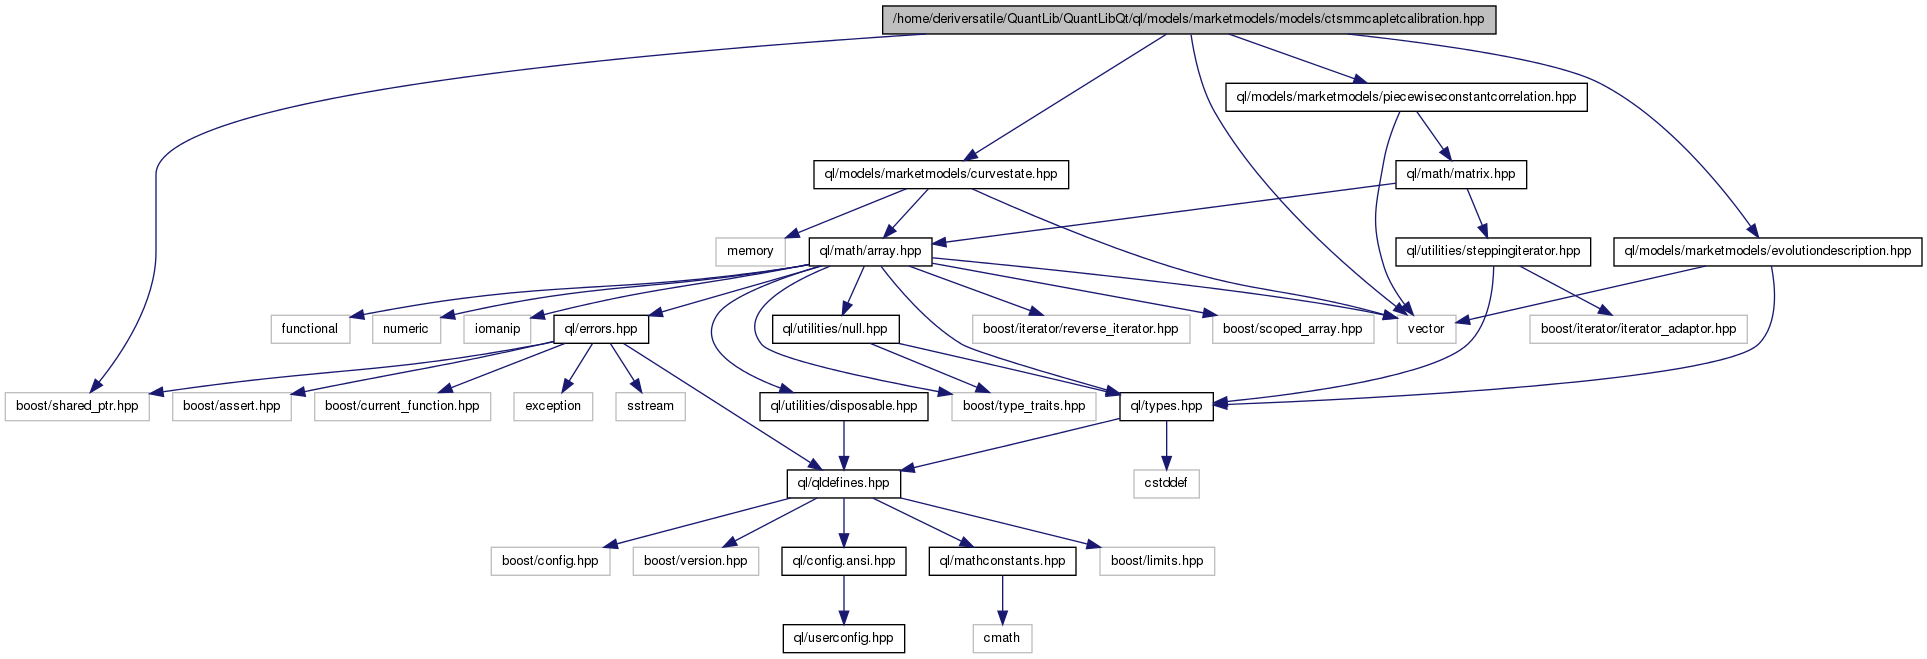 /home/deriversatile/QuantLib/QuantLibQt/ql/models/marketmodels/models/ctsmmcapletcalibration.hpp
ql/models/marketmodels/piecewiseconstantcorrelation.hpp
ql/models/marketmodels/curvestate.hpp
ql/math/matrix.hpp
memory
ql/math/array.hpp
ql/utilities/steppingiterator.hpp
ql/models/marketmodels/evolutiondescription.hpp
functional
numeric
iomanip
ql/errors.hpp
ql/utilities/null.hpp
boost/iterator/reverse_iterator.hpp
boost/scoped_array.hpp
vector
boost/iterator/iterator_adaptor.hpp
boost/shared_ptr.hpp
boost/assert.hpp
boost/current_function.hpp
exception
sstream
ql/utilities/disposable.hpp
boost/type_traits.hpp
ql/types.hpp
ql/qldefines.hpp
cstddef
boost/config.hpp
boost/version.hpp
ql/config.ansi.hpp
ql/mathconstants.hpp
boost/limits.hpp
ql/userconfig.hpp
cmath